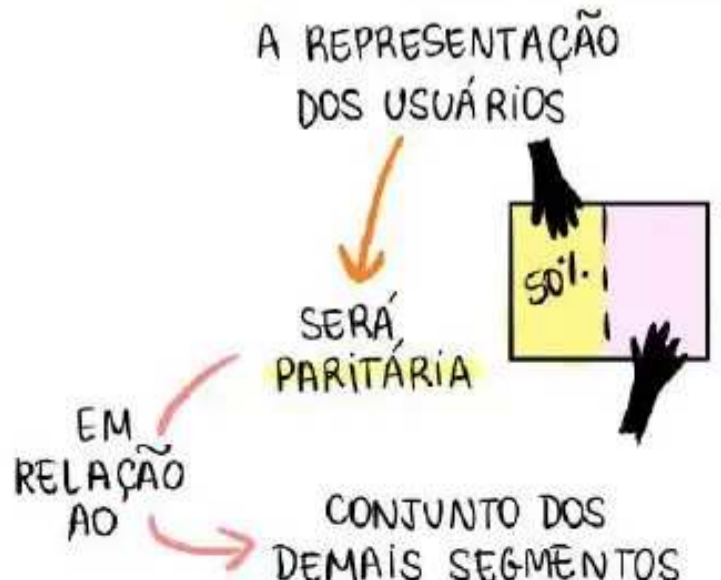 A REPRESENTAÇÃO
DOS USUÁRIOS
50%
SERÁ
PARITÁRIA
EM
RELAÇÃO
AO
CONJUNTO DOS
DEMAIS SEGMENTOS